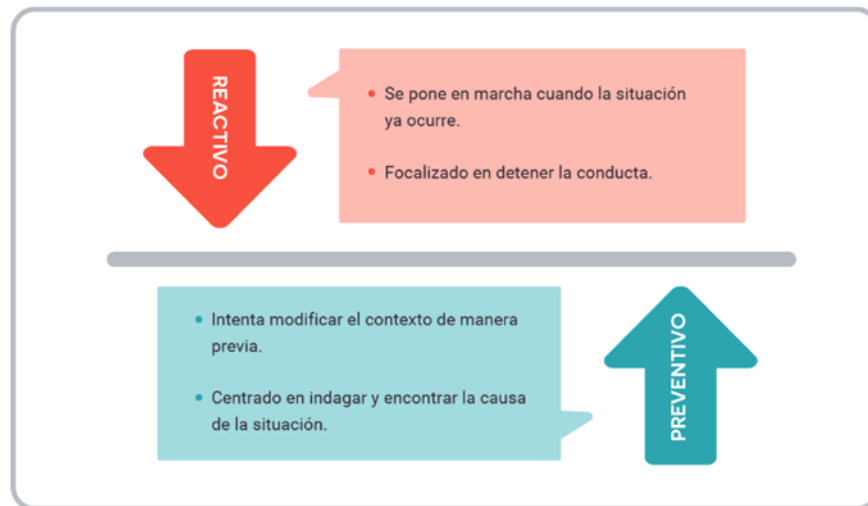 REACTIVO
• Se pone en marcha cuando la situación
ya ocurre.
• Focalizado en detener la conducta.
• Intenta modificar el contexto de manera
previa.
• Centrado en indagar y encontrar la causa
de la situación.
PREVENTIVO